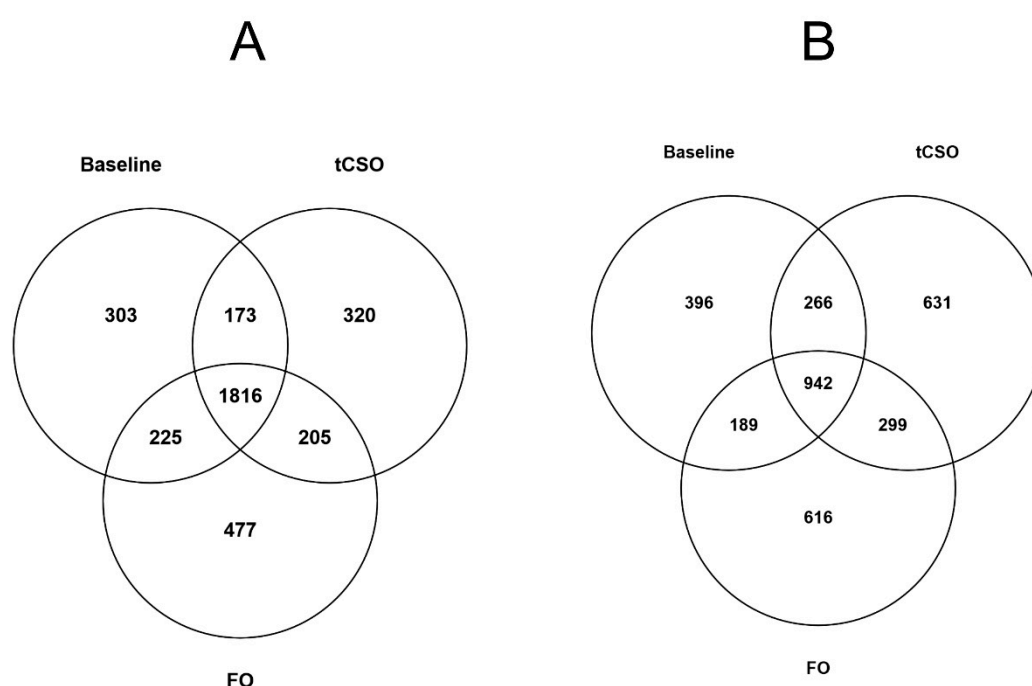 A
Baseline
tCSO
303
173
320
1816
225
205
477
FO
B
Baseline
tCSO
396
266
631
942
189
299
616
FO